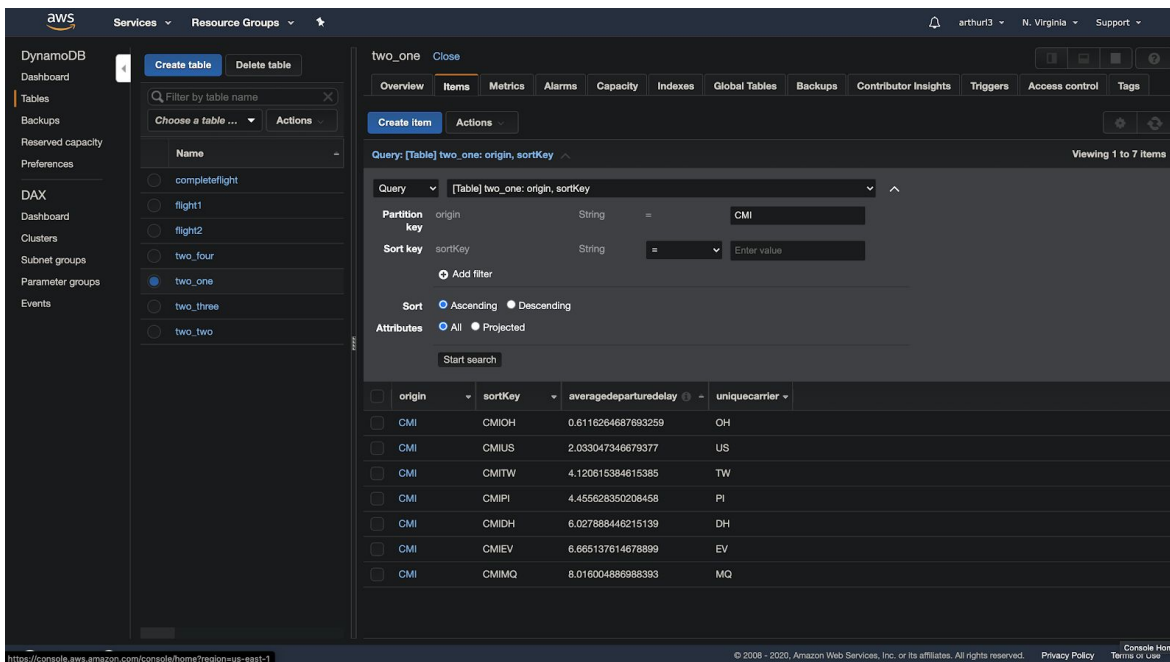 aws Services Resource Groups arthurl3 N. Virginia Support
DynamoDB
Dashboard
Tables
Backups
Reserved capacity
Preferences
DAX
Dashboard
Clusters
Subnet groups
Parameter groups
Events
Create table Delete table
Filter by table name
Choose a table ... Actions
Name
completeflight
flight1
flight2
two_four
two_one
two_three
two_two
two_one Close
Overview Items Metrics Alarms Capacity Indexes Global Tables Backups Contributor Insights Triggers Access control Tags
Create item Actions
Query: [Table] two_one: origin, sortKey Viewing 1 to 7 items
Query [Table] two_one: origin, sortKey
Partition key origin String = CMI
Sort key sortKey String = Enter value
Add filter
Sort Ascending Descending
Attributes All Projected
Start search
origin sortKey averagedeparturedelay uniquecarrier
CMI CMIOH 0.6116264687693259 OH
CMI CMIUS 2.033047346679377 US
CMI CMITW 4.120615384615385 TW
CMI CMIPI 4.455628350208458 PI
CMI CMIDH 6.027888446215139 DH
CMI CMIEV 6.665137614678899 EV
CMI CMIMQ 8.016004886988393 MQ
https://console.aws.amazon.com/console/home?region=us-east-1
© 2008 - 2020, Amazon Web Services, Inc. or its affiliates. All rights reserved. Privacy Policy Terms of Use
Console